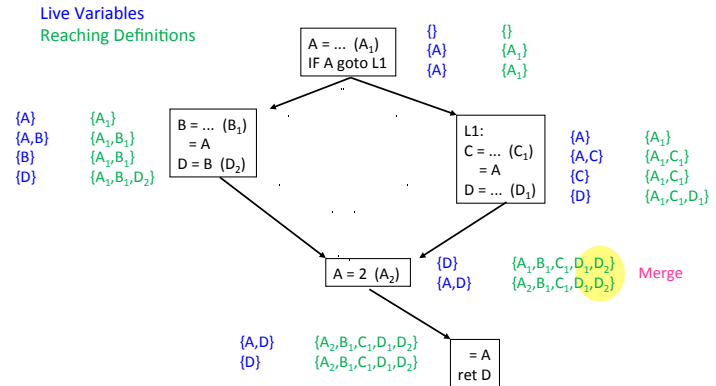 Live Variables
Reaching Definitions
A = ... (A₁)
IF A goto L1
{} {}
{A} {A₁}
{A} {A₁}
{A} {A₁}
{A,B} {A₁,B₁}
{B} {A₁,B₁}
{D} {A₁,B₁,D₂}
B = ... (B₁)
= A
D = B (D₂)
L1:
C = ... (C₁)
= A
D = ... (D₁)
{A} {A₁}
{A,C} {A₁,C₁}
{C} {A₁,C₁}
{D} {A₁,C₁,D₁}
A = 2 (A₂)
{D} {A₁,B₁,C₁,D₁,D₂}
{A,D} {A₂,B₁,C₁,D₁,D₂}
Merge
{A,D} {A₂,B₁,C₁,D₁,D₂}
{D} {A₂,B₁,C₁,D₁,D₂}
= A
ret D